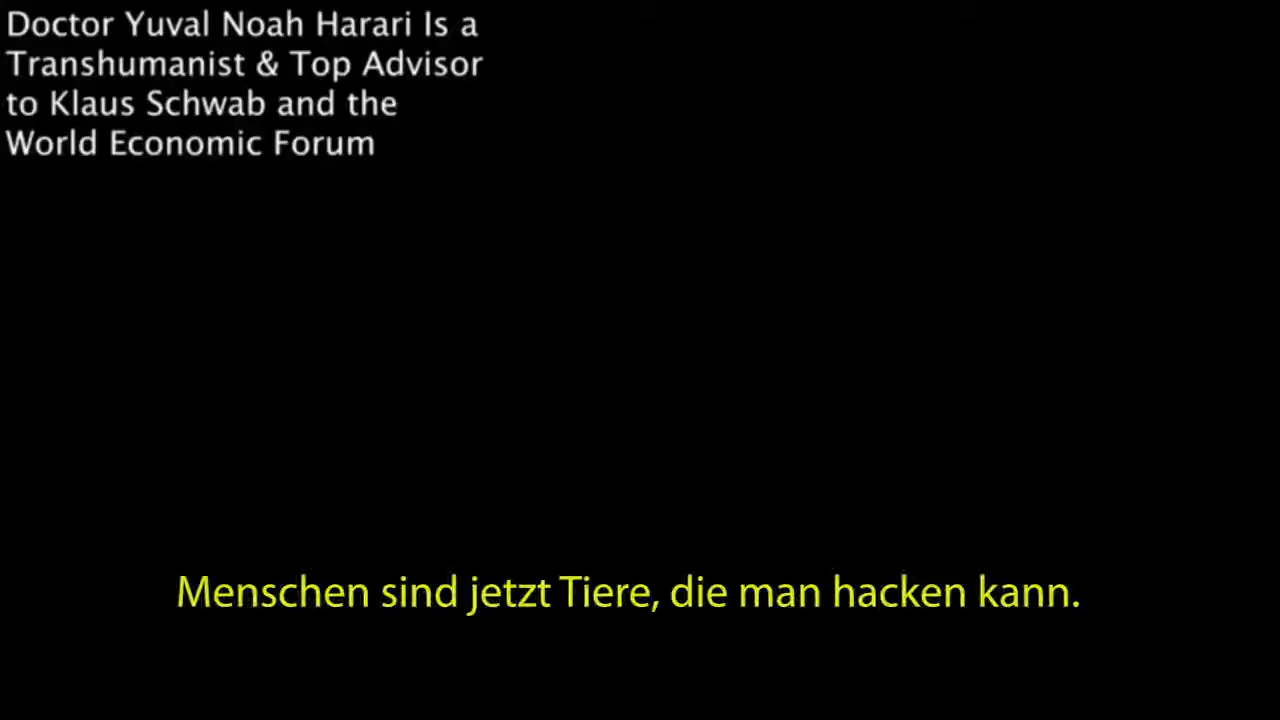 Doctor Yuval Noah Harari Is a
Transhumanist & Top Advisor
to Klaus Schwab and the
World Economic Forum
Menschen sind jetzt Tiere, die man hacken kann.